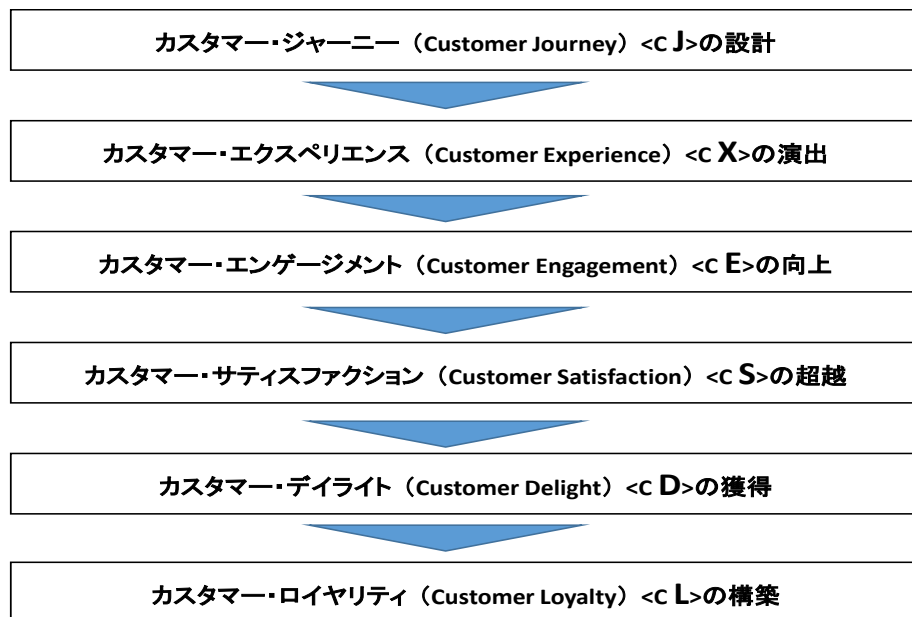 カスタマー・ジャーニー（Customer Journey）<C J>の設計
カスタマー・エクスペリエンス（Customer Experience）<C X>の演出
カスタマー・エンゲージメント（Customer Engagement）<C E>の向上
カスタマー・サティスファクション（Customer Satisfaction）<C S>の超越
カスタマー・デイライト（Customer Delight）<C D>の獲得
カスタマー・ロイヤリティ（Customer Loyalty）<C L>の構築